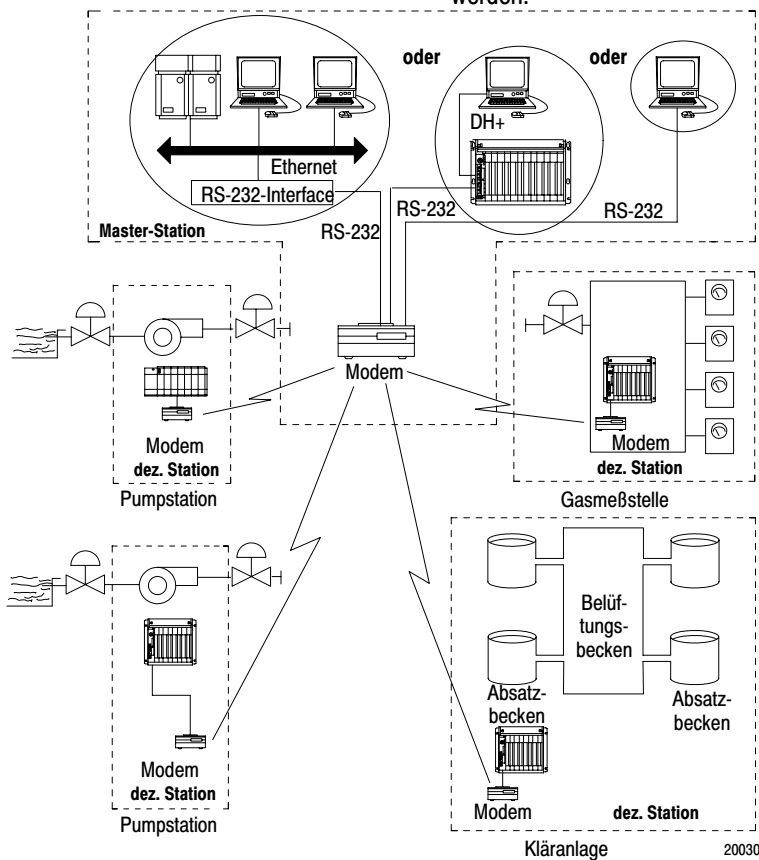 werden.
oder
oder
DH+
Ethernet
RS-232-Interface
RS-232
RS-232
RS-232
Master-Station
Modem
Modem
dez. Station
Pumpstation
Modem
dez. Station
Gasmeßstelle
Modem
dez. Station
Pumpstation
Belüf-
tungs-
becken
Absatz-
becken
Absatz-
becken
Modem
dez. Station
Kläranlage
20030